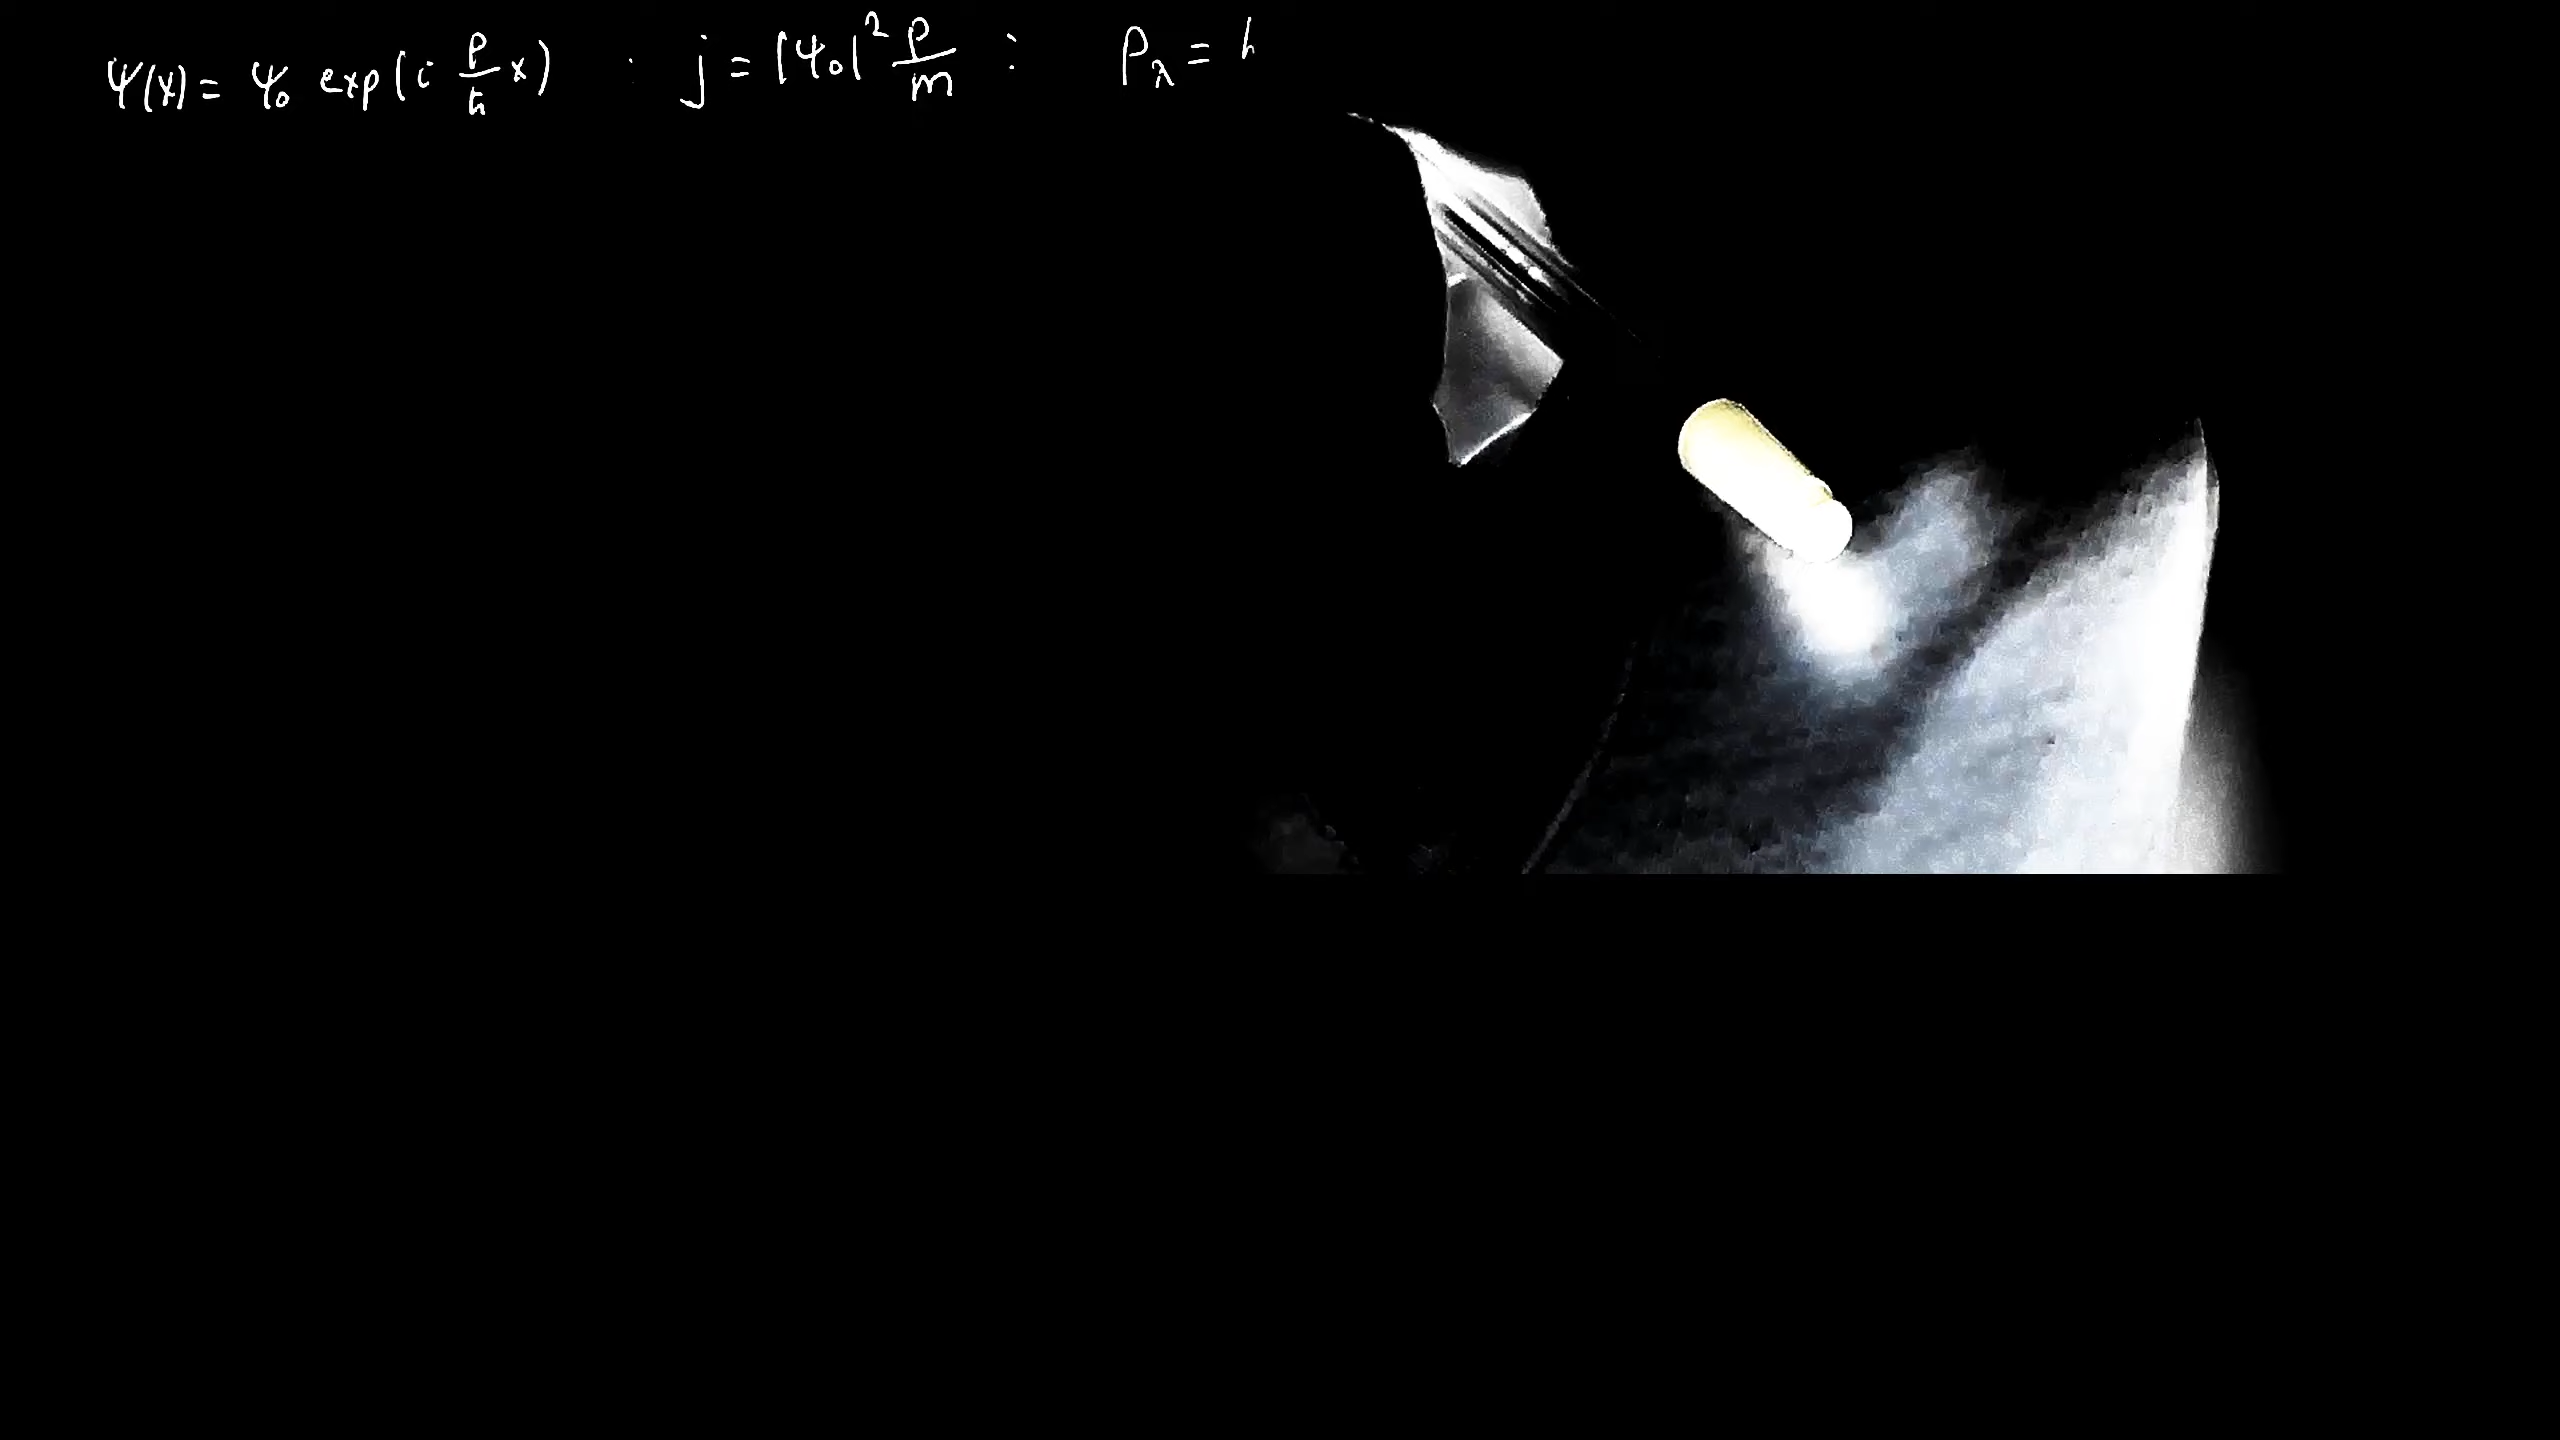 ψ(x) = ψ₀ exp(i p/ħ x) . j = |ψ₀|² p/m : p_λ = h